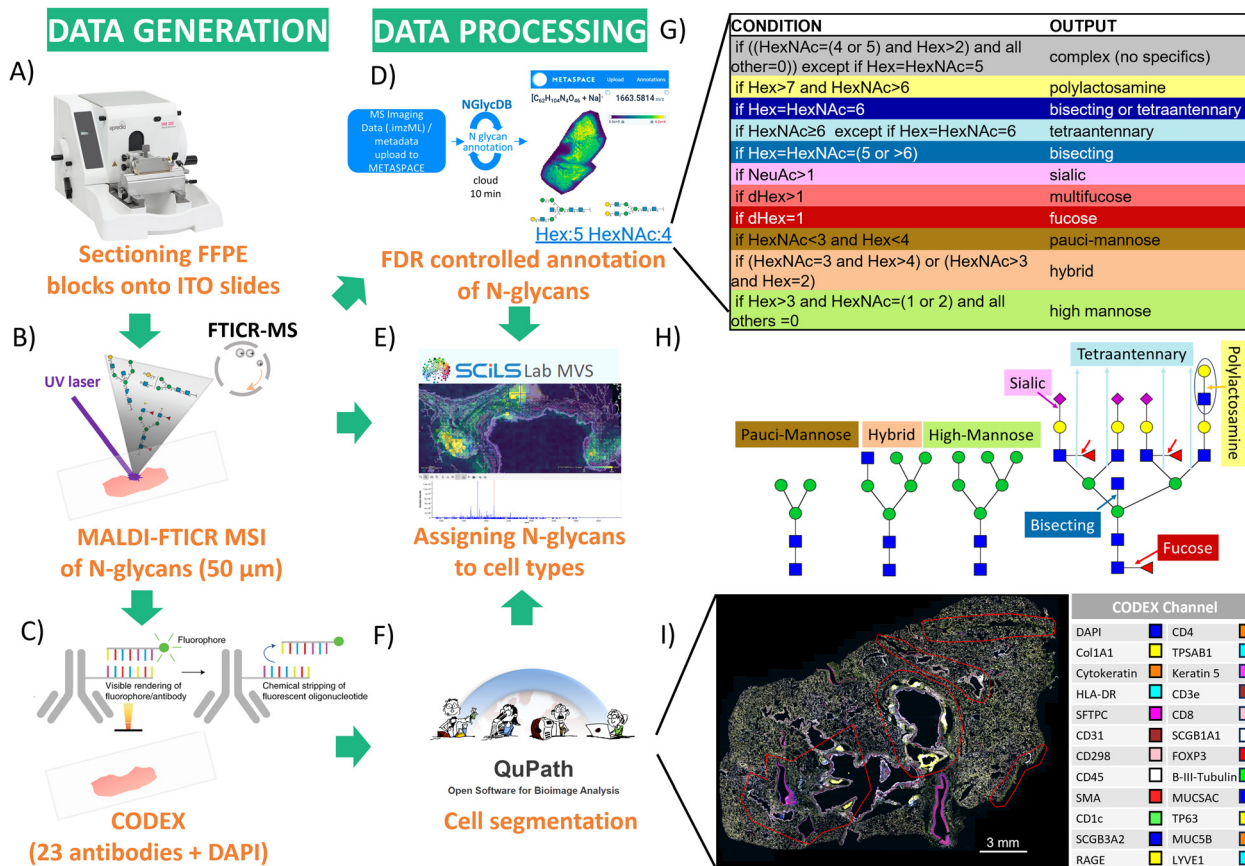 DATA GENERATION
DATA PROCESSING
A)
Sectioning FFPE
blocks onto ITO slides
B)
FTICR-MS
UV laser
MALDI-FTICR MSI
of N-glycans (50 µm)
C)
Fluorophore
Visible rendering of
fluorophore/antibody
Chemical stripping of
fluorescent oligonucleotide
CODEX
(23 antibodies + DAPI)
D)
MS Imaging
Data (.imzML) /
metadata
upload to
METASPACE
NGlycDB
N glycan
annotation
cloud
10 min
METASPACE
Upload
Annotations
[C62H104N4O46 + Na]+
1663.5814 m/z
Hex:5 HexNAc:4
FDR controlled annotation
of N-glycans
E)
SCiLS Lab MVS
Assigning N-glycans
to cell types
F)
QuPath
Open Software for Bioimage Analysis
Cell segmentation
G)
CONDITION OUTPUT
if ((HexNAc=(4 or 5) and Hex>2) and all
other=0)) except if Hex=HexNAc=5
complex (no specifics)
if Hex>7 and HexNAc>6 polylactosamine
if Hex=HexNAc=6 bisecting or tetraantennary
if HexNAc≥6 except if Hex=HexNAc=6 tetraantennary
if Hex=HexNAc=(5 or >6) bisecting
if NeuAc>1 sialic
if dHex>1 multifucose
if dHex=1 fucose
if HexNAc<3 and Hex<4 pauci-mannose
if (HexNAc=3 and Hex>4) or (HexNAc>3
and Hex=2)
hybrid
if Hex>3 and HexNAc=(1 or 2) and all
others =0
high mannose
H)
Pauci-Mannose
Hybrid
High-Mannose
Sialic
Tetraantennary
Polylactosamine
Bisecting
Fucose
I)
3 mm
CODEX Channel
DAPI CD4
Col1A1 TPSAB1
Cytokeratin Keratin 5
HLA-DR CD3e
SFTPC CD8
CD31 SCGB1A1
CD298 FOXP3
CD45 B-III-Tubulin
SMA MUC5AC
CD1c TP63
SCGB3A2 MUC5B
RAGE LYVE1